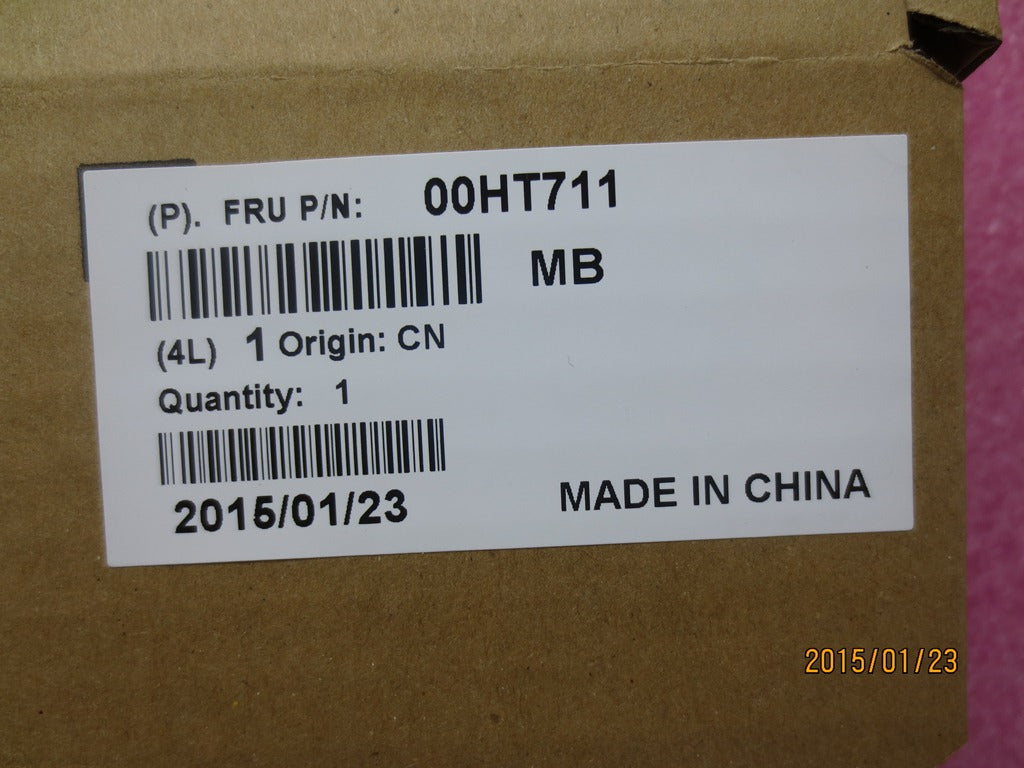 (P). FRU P/N: 00HT711
MB
(4L) 1 Origin: CN
Quantity: 1
2015/01/23
MADE IN CHINA
2015/01/23